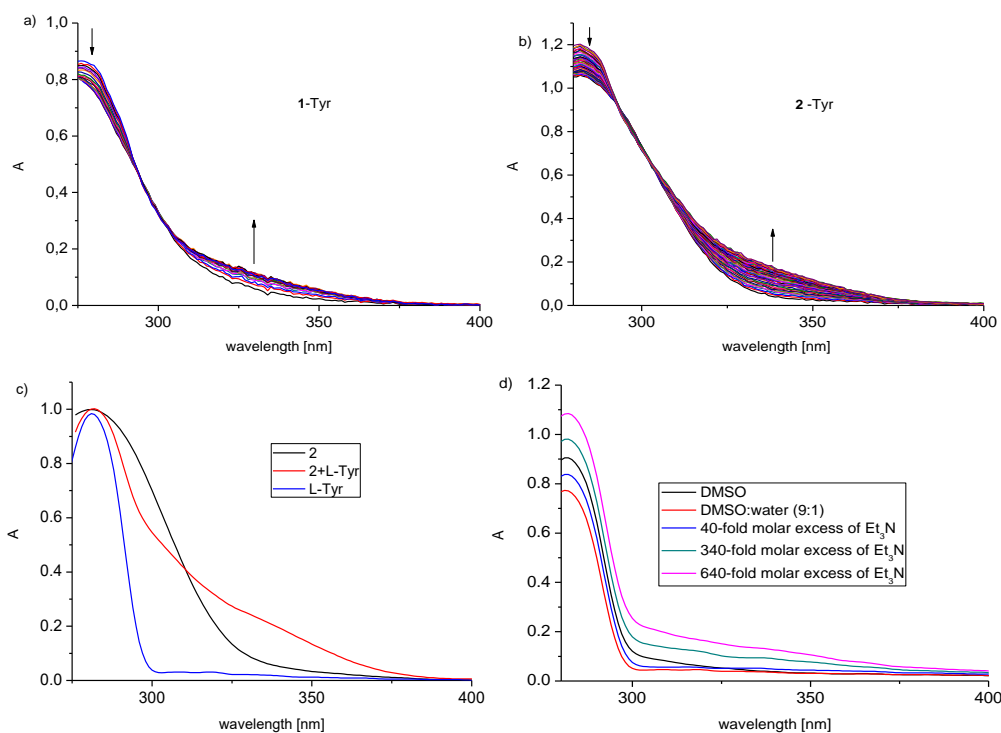 a)
1,0
0,8
0,6
0,4
0,2
0,0
A
1-Tyr
300
350
400
wavelength [nm]
b)
1,2
1,0
0,8
0,6
0,4
0,2
0,0
A
2 -Tyr
300
350
400
wavelength [nm]
c)
1.0
0.8
0.6
0.4
0.2
0.0
A
2
2+L-Tyr
L-Tyr
300
350
400
wavelength [nm]
d)
1.2
1.0
0.8
0.6
0.4
0.2
0.0
A
DMSO
DMSO:water (9:1)
40-fold molar excess of Et3N
340-fold molar excess of Et3N
640-fold molar excess of Et3N
300
350
400
wavelength [nm]